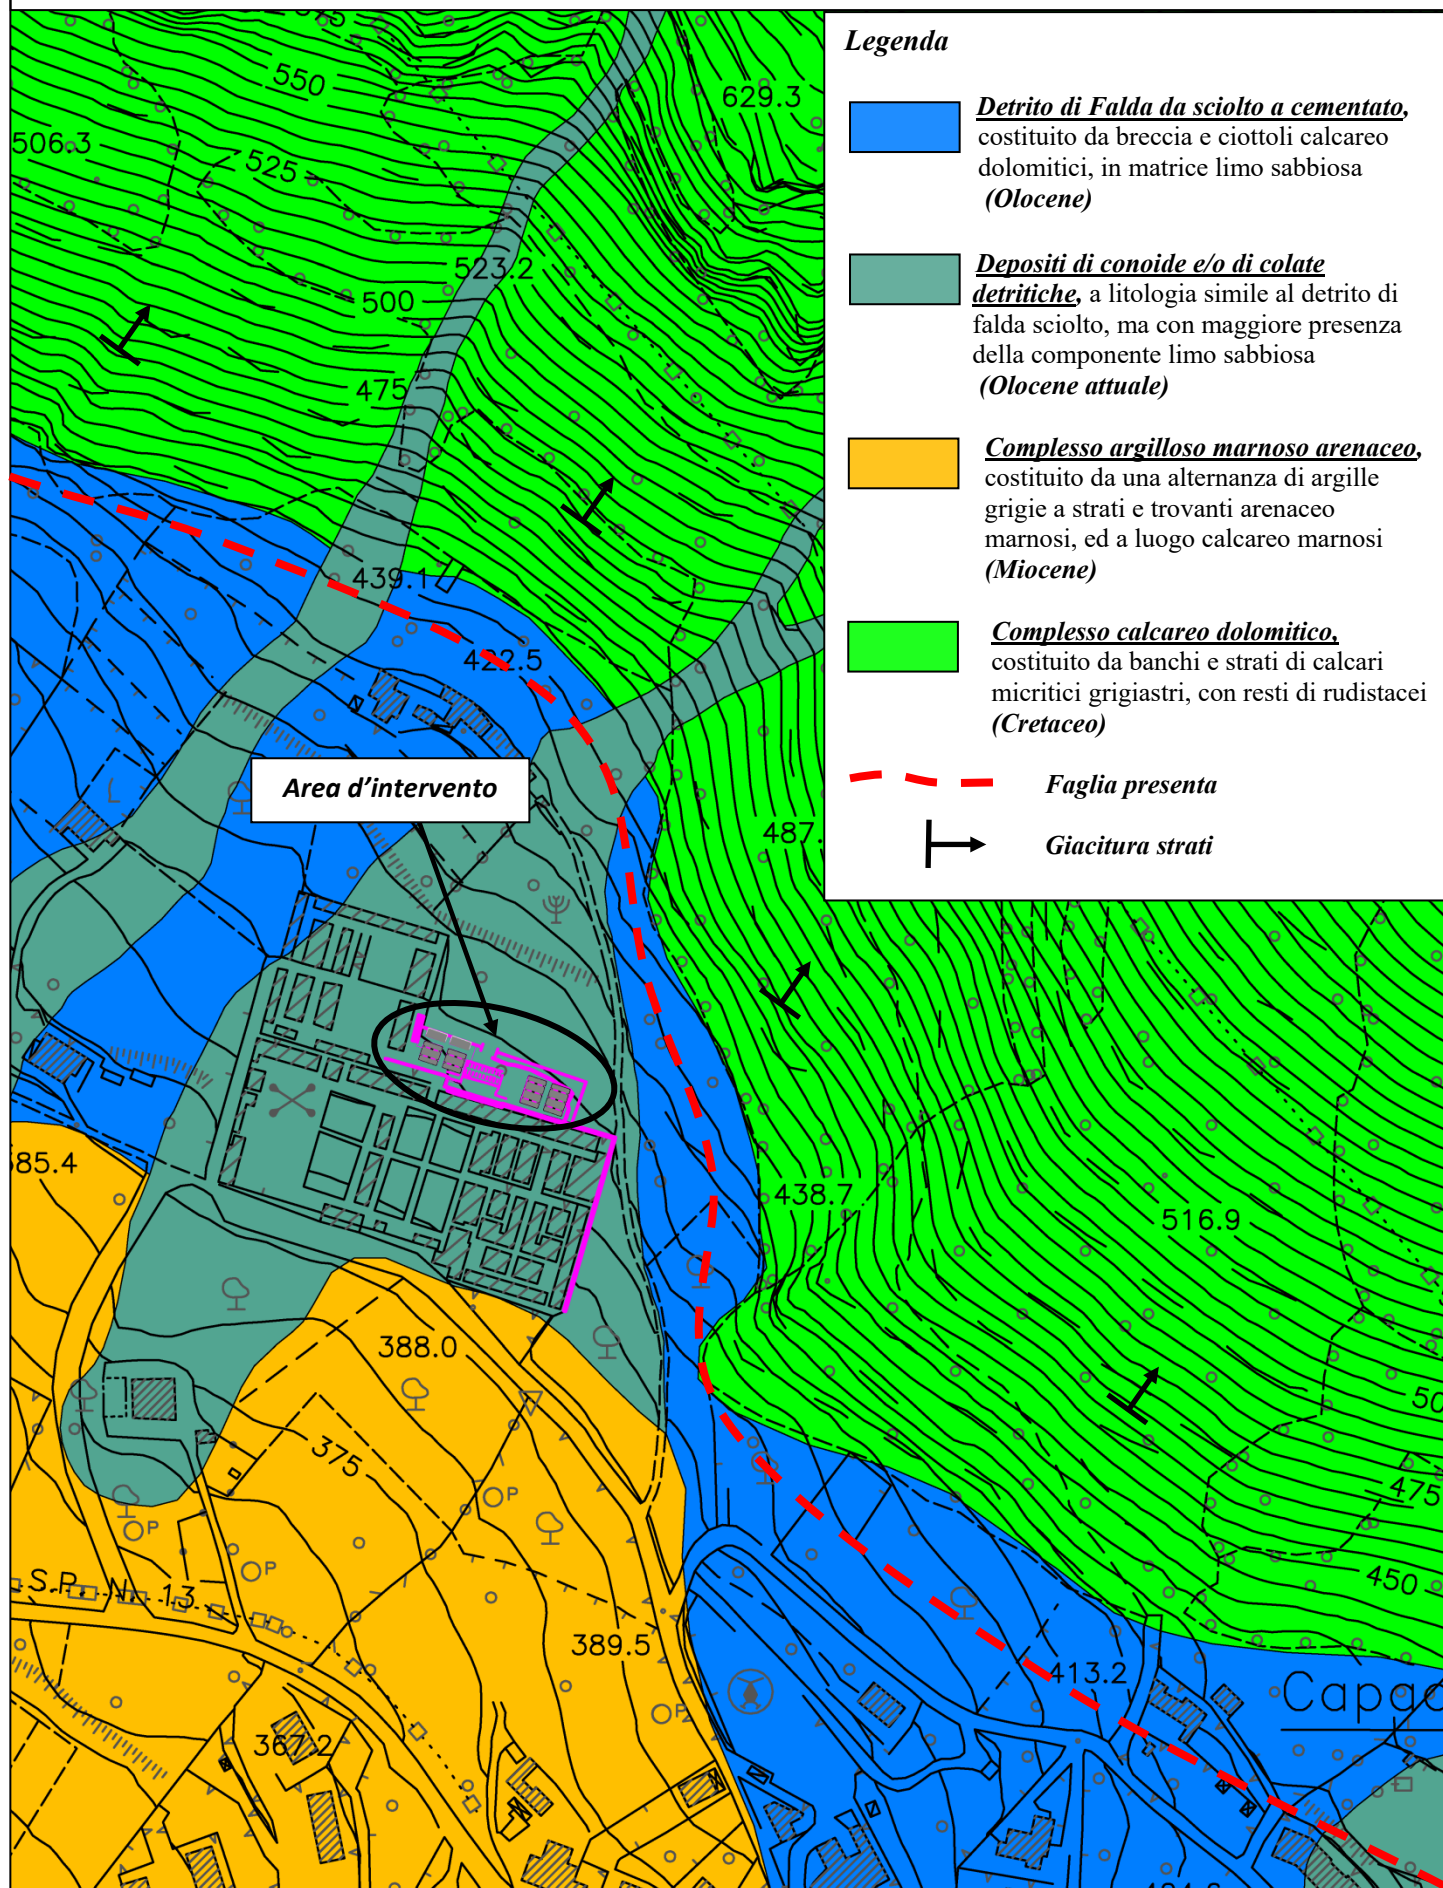 Legenda
Detrito di Falda da sciolto a cementato,
costituito da breccia e ciottoli calcareo
dolomitici, in matrice limo sabbiosa
(Olocene)
Depositi di conoide e/o di colate
detritiche, a litologia simile al detrito di
falda sciolto, ma con maggiore presenza
della componente limo sabbiosa
(Olocene attuale)
Complesso argilloso marnoso arenaceo,
costituito da una alternanza di argille
grigie a strati e trovanti arenaceo
marnosi, ed a luogo calcareo marnosi
(Miocene)
Complesso calcareo dolomitico,
costituito da banchi e strati di calcari
micritici grigiastri, con resti di rudistacei
(Cretaceo)
Faglia presenta
Giacitura strati
550
629.3
506.3
525
523.2
500
475
439.1
422.5
Area d'intervento
487.
85.4
438.7
516.9
388.0
50
375
475
450
P
P
S.P. N. 13
389.5
413.2
P
Capac
367.2